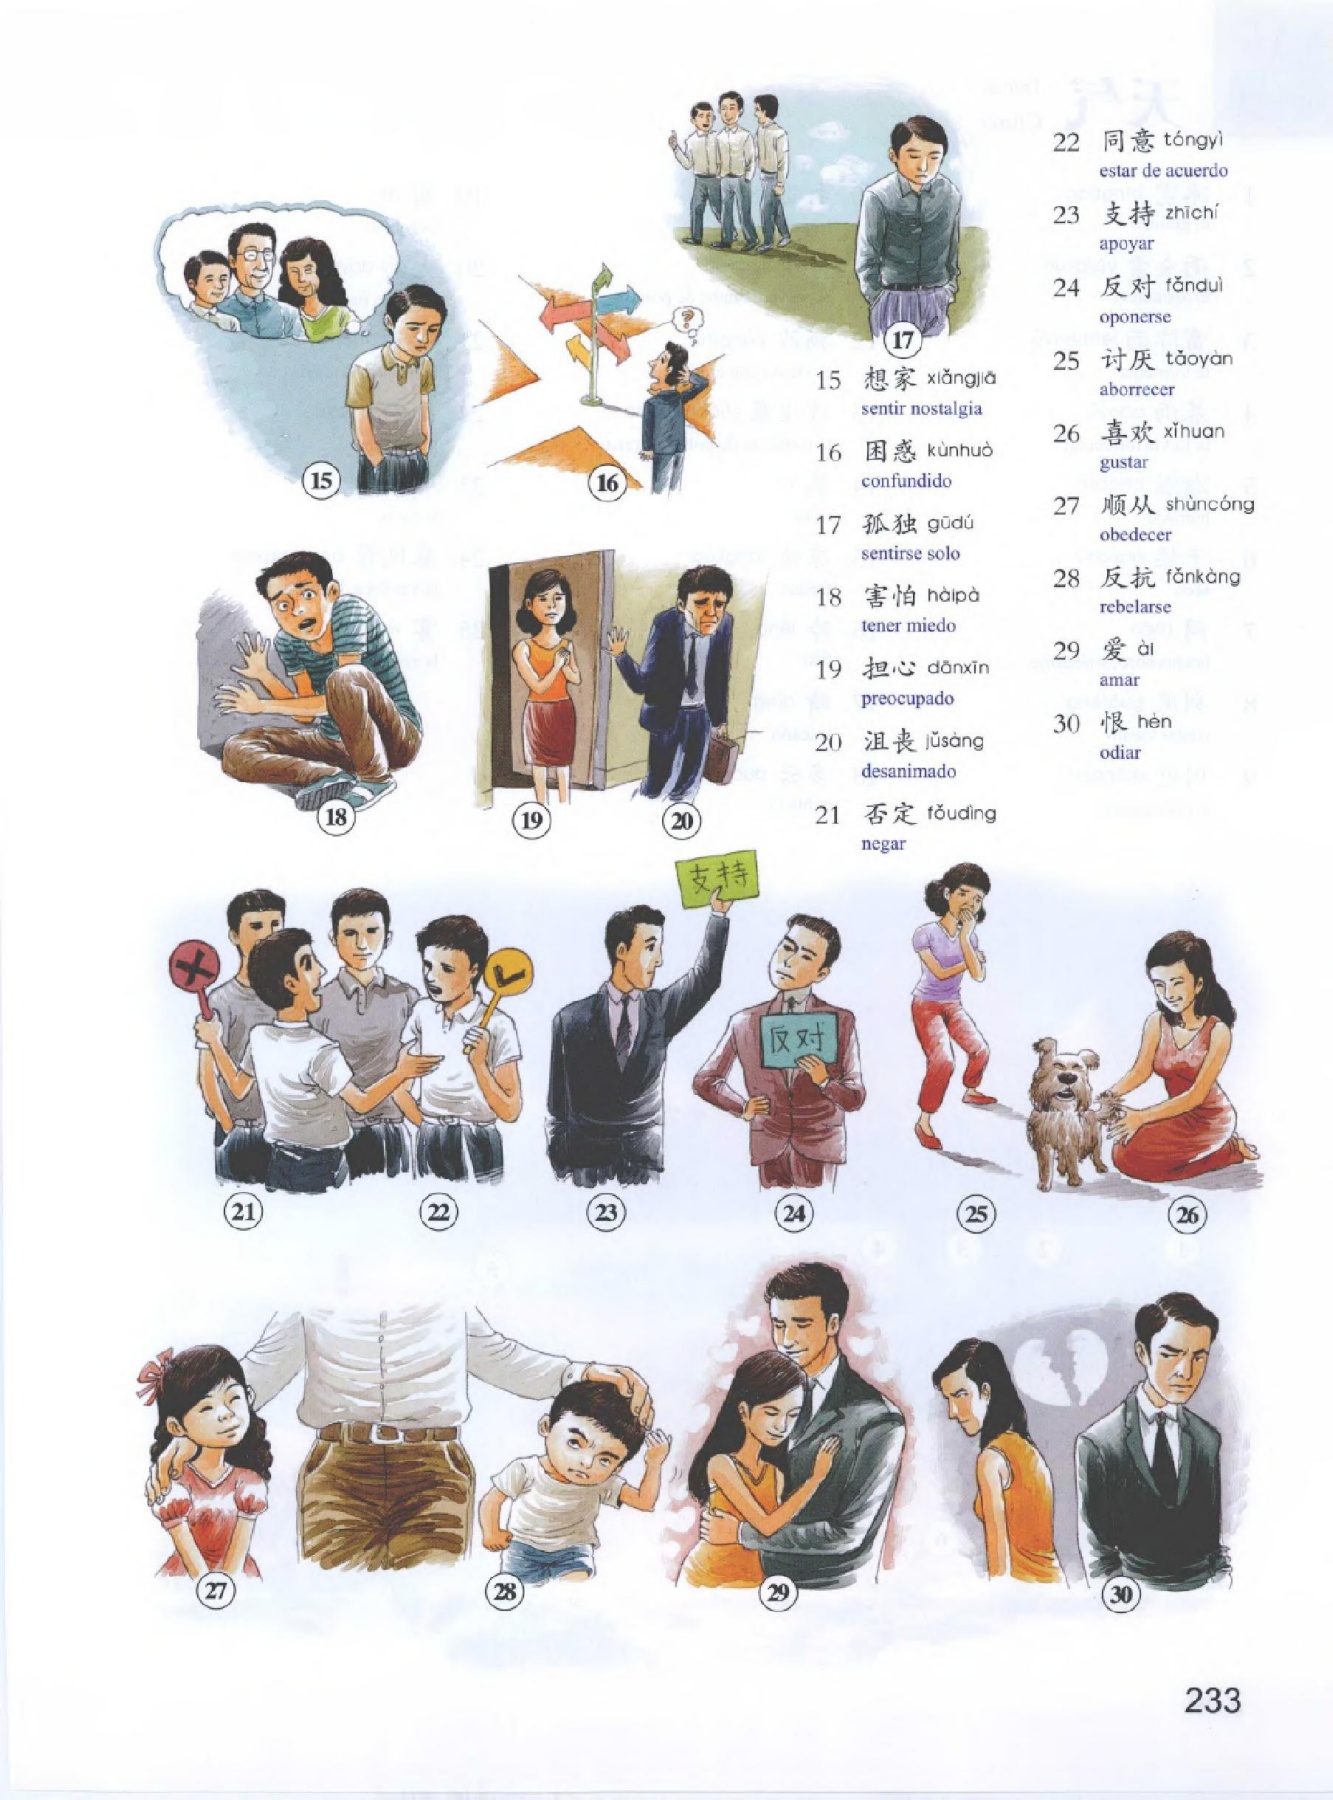 15 想家 xiǎngjiā
sentir nostalgia
16 困惑 kùnhuò
confundido
17 孤独 gūdú
sentirse solo
18 害怕 hàipà
tener miedo
19 担心 dānxīn
preocupado
20 沮丧 jǔsàng
desanimado
21 否定 fǒudìng
negar
22 同意 tóngyì
estar de acuerdo
23 支持 zhīchí
apoyar
24 反对 fǎnduì
oponerse
25 讨厌 tǎoyàn
aborrecer
26 喜欢 xǐhuan
gustar
27 顺从 shùncóng
obedecer
28 反抗 fǎnkàng
rebelarse
29 爱 ài
amar
30 恨 hèn
odiar
?
15
16
17
18
19
20
支持
反对
21
22
23
24
25
26
27
28
29
30
233